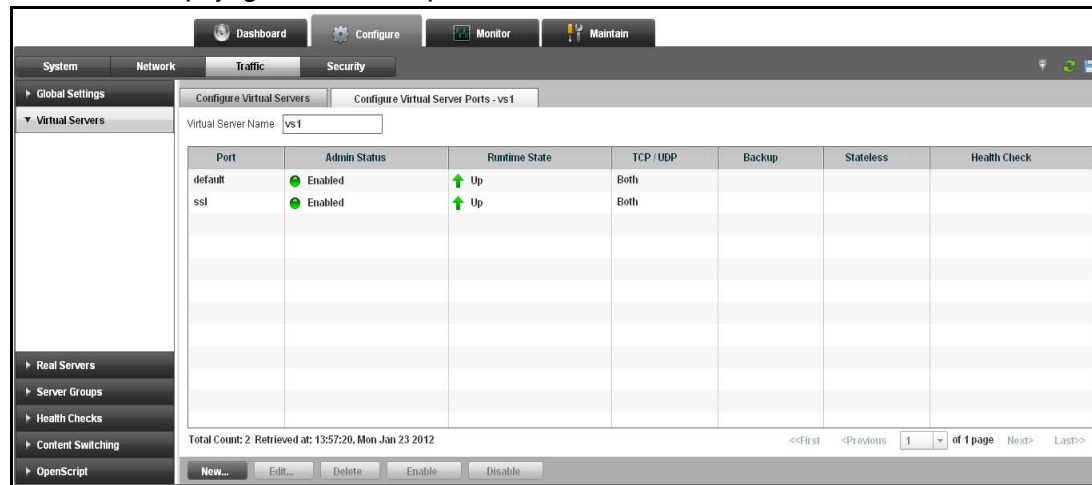 Dashboard Configure Monitor Maintain
System Network Traffic Security
Global Settings
Virtual Servers
Configure Virtual Servers Configure Virtual Server Ports - vs1
Virtual Server Name vs1
Port Admin Status Runtime State TCP / UDP Backup Stateless Health Check
default Enabled Up Both
ssl Enabled Up Both
Real Servers
Server Groups
Health Checks
Content Switching
OpenScript
Total Count: 2 Retrieved at: 13:57:20, Mon Jan 23 2012 <<First <Previous 1 of 1 page Next> Last>>
New... Edit... Delete Enable Disable